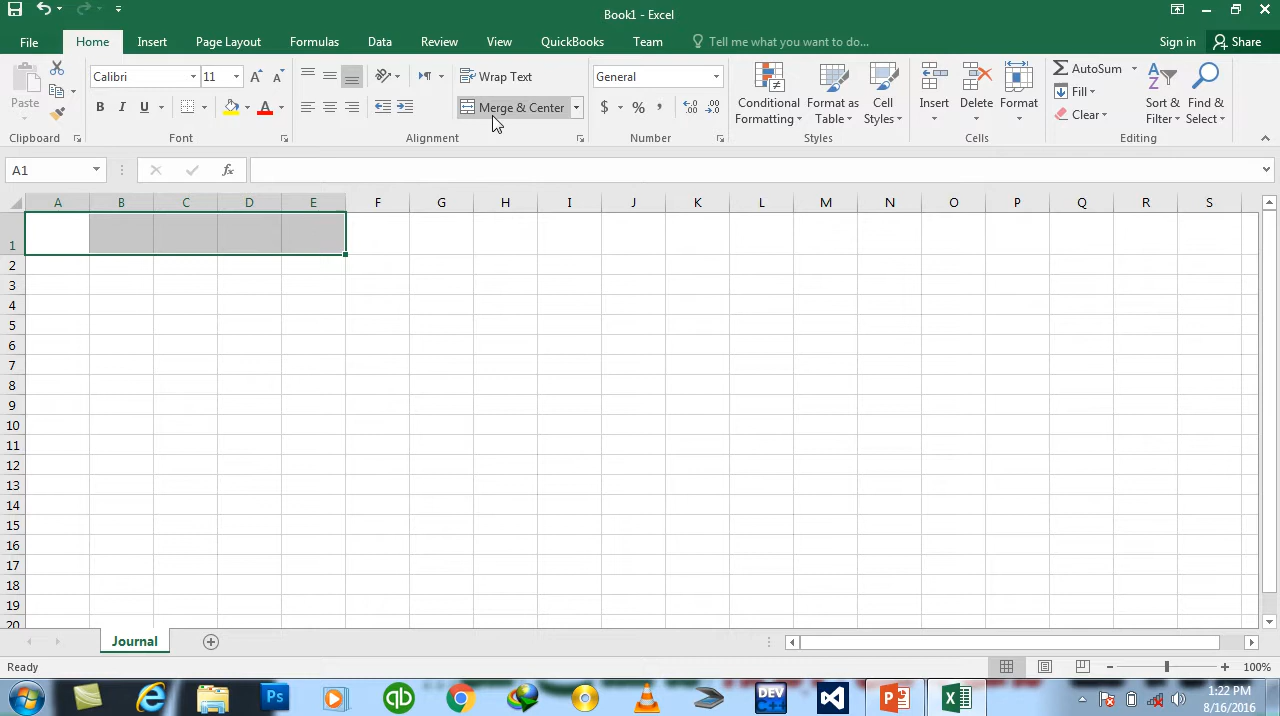 Book1 - Excel
File Home Insert Page Layout Formulas Data Review View QuickBooks Team Tell me what you want to do... Sign in Share
Paste
Clipboard
Calibri 11
B I U
Font
Wrap Text
Merge & Center
Alignment
General
$ % ,
Number
Conditional Formatting
Format as Table
Cell Styles
Styles
Insert Delete Format
Cells
AutoSum
Fill
Clear
Sort & Filter
Find & Select
Editing
A1 fx
A B C D E F G H I J K L M N O P Q R S
1
2
3
4
5
6
7
8
9
10
11
12
13
14
15
16
17
18
19
20
Journal
Ready 100%
Ps qb DEV C++
1:22 PM
8/16/2016